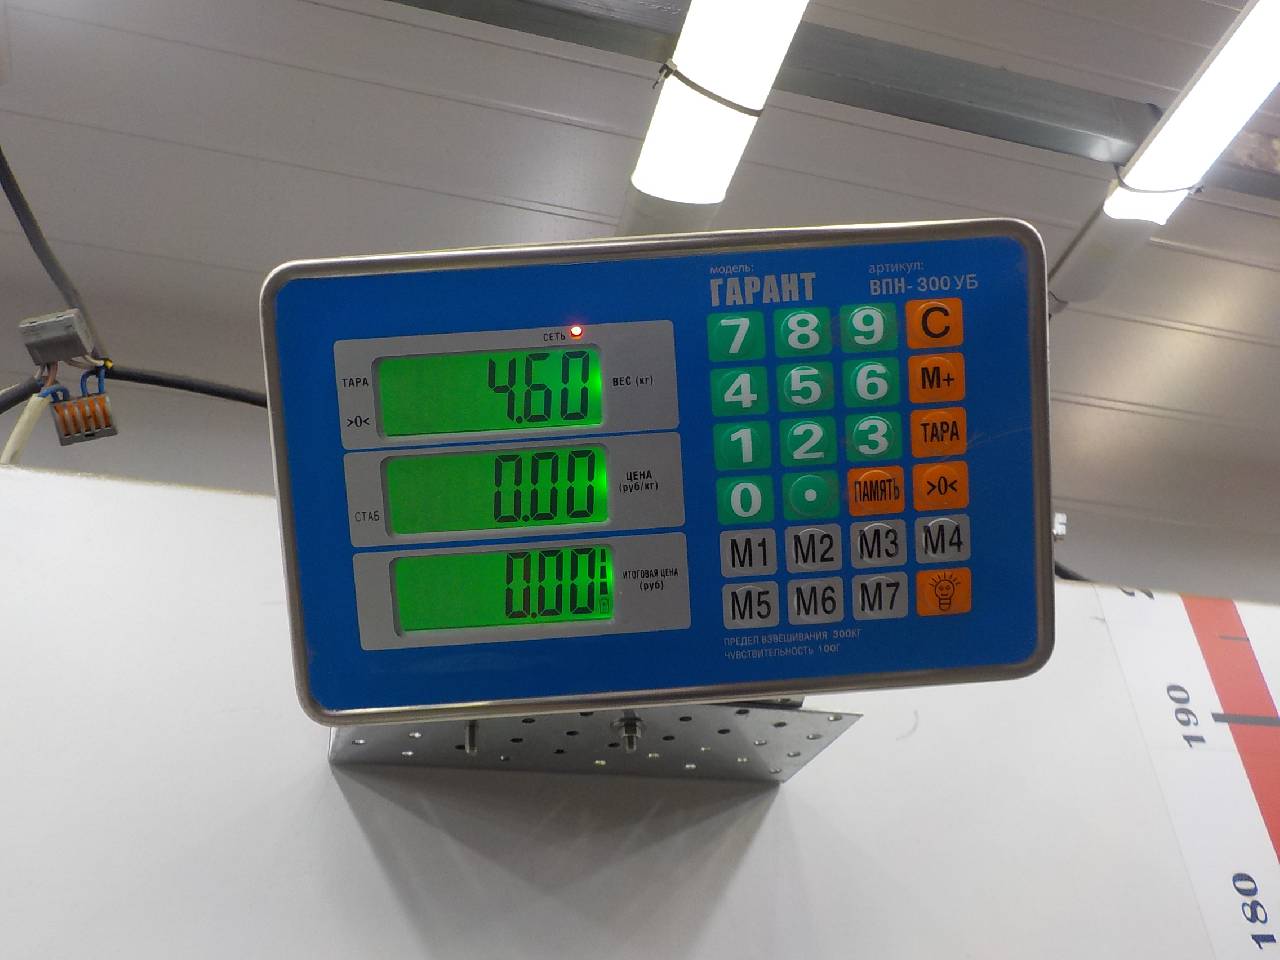 модель:
ГАРАНТ
артикул:
ВПН- 300 УБ
СЕТЬ
ТАРА
>0<
4.60
ВЕС (кг)
СТАБ
0.00
ЦЕНА
(руб/кг)
0.00
ИТОГОВАЯ ЦЕНА
(руб)
7 8 9 C
4 5 6 M+
1 2 3 ТАРА
0 . ПАМЯТЬ >0<
M1 M2 M3 M4
M5 M6 M7
ПРЕДЕЛ ВЗВЕШИВАНИЯ 300КГ
ЧУВСТВИТЕЛЬНОСТЬ 100Г
190
180